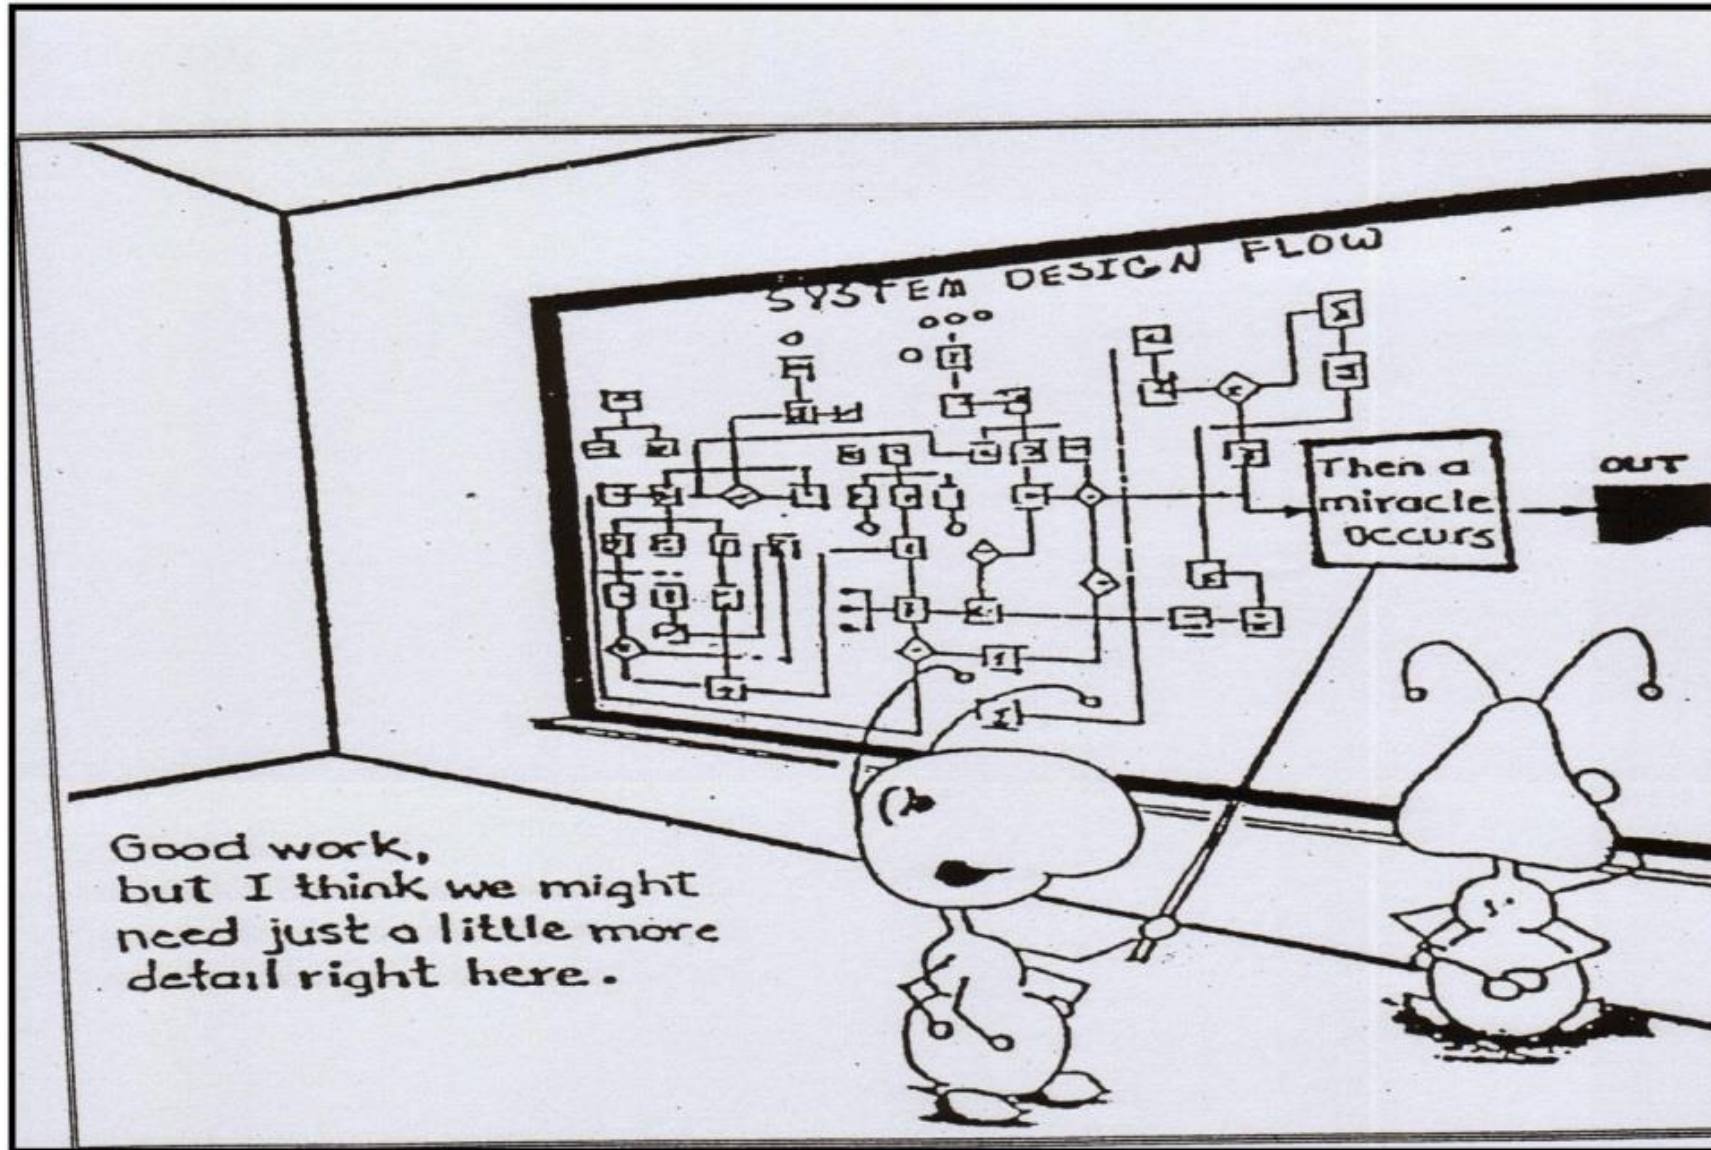 SYSTEM DESIGN FLOW
Then a
miracle
occurs
OUT
Good work,
but I think we might
need just a little more
detail right here.